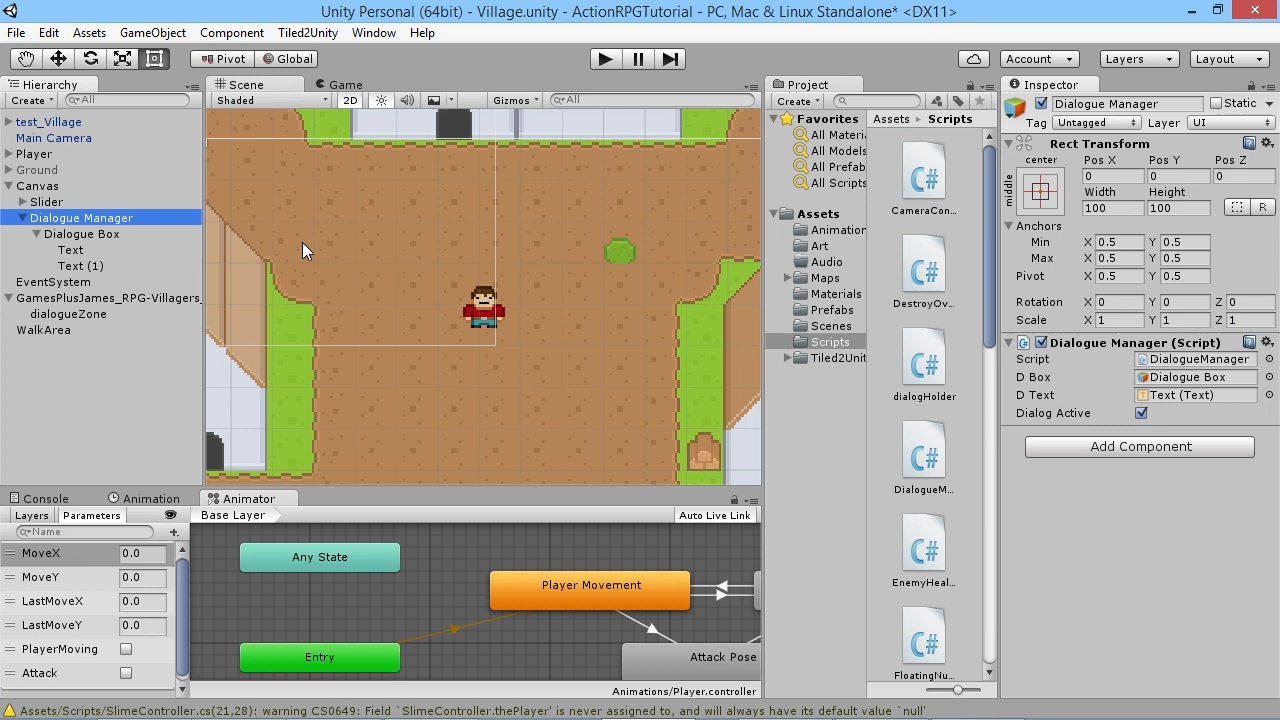 Unity Personal (64bit) - Village.unity - ActionRPGTutorial - PC, Mac & Linux Standalone* <DX11>
File Edit Assets GameObject Component Tiled2Unity Window Help
Pivot Global Account Layers Layout
Hierarchy
Create All
test_Village
Main Camera
Player
Ground
Canvas
Slider
Dialogue Manager
Dialogue Box
Text
Text (1)
EventSystem
GamesPlusJames_RPG-Villagers_
dialogueZone
WalkArea
Scene Game
Shaded 2D Gizmos All
Project
Create
Favorites
All Materi
All Models
All Prefab
All Scripts
Assets
Animation
Art
Audio
Maps
Materials
Prefabs
Scenes
Scripts
Tiled2Unit
Assets Scripts
CameraCon...
DestroyOv...
dialogHolder
DialogueM...
EnemyHeal...
FloatingNu...
Inspector
Dialogue Manager Static
Tag Untagged Layer UI
Rect Transform
center Pos X Pos Y Pos Z
middle 0 0 0
Width Height
100 100 R
Anchors
Min X 0.5 Y 0.5
Max X 0.5 Y 0.5
Pivot X 0.5 Y 0.5
Rotation X 0 Y 0 Z 0
Scale X 1 Y 1 Z 1
Dialogue Manager (Script)
Script DialogueManager
D Box Dialogue Box
D Text Text (Text)
Dialog Active
Add Component
Console Animation Animator
Layers Parameters Base Layer Auto Live Link
Name
MoveX 0.0
MoveY 0.0
LastMoveX 0.0
LastMoveY 0.0
PlayerMoving
Attack
Any State
Player Movement
Entry
Attack Pose
Animations/Player.controller
Assets/Scripts/SlimeController.cs(21,28): warning CS0649: Field `SlimeController.thePlayer' is never assigned to, and will always have its default value `null'